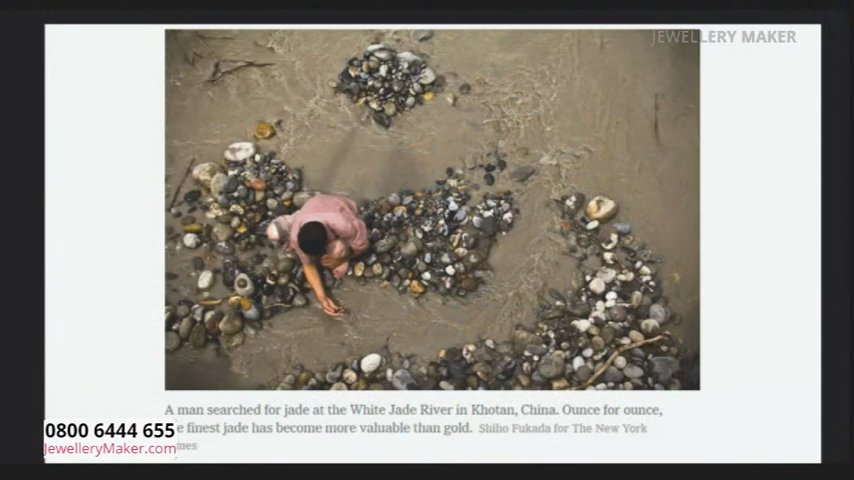 JEWELLERY MAKER
A man searched for jade at the White Jade River in Khotan, China. Ounce for ounce,
finest jade has become more valuable than gold. Shiho Fukada for The New York
0800 6444 655
JewelleryMaker.com